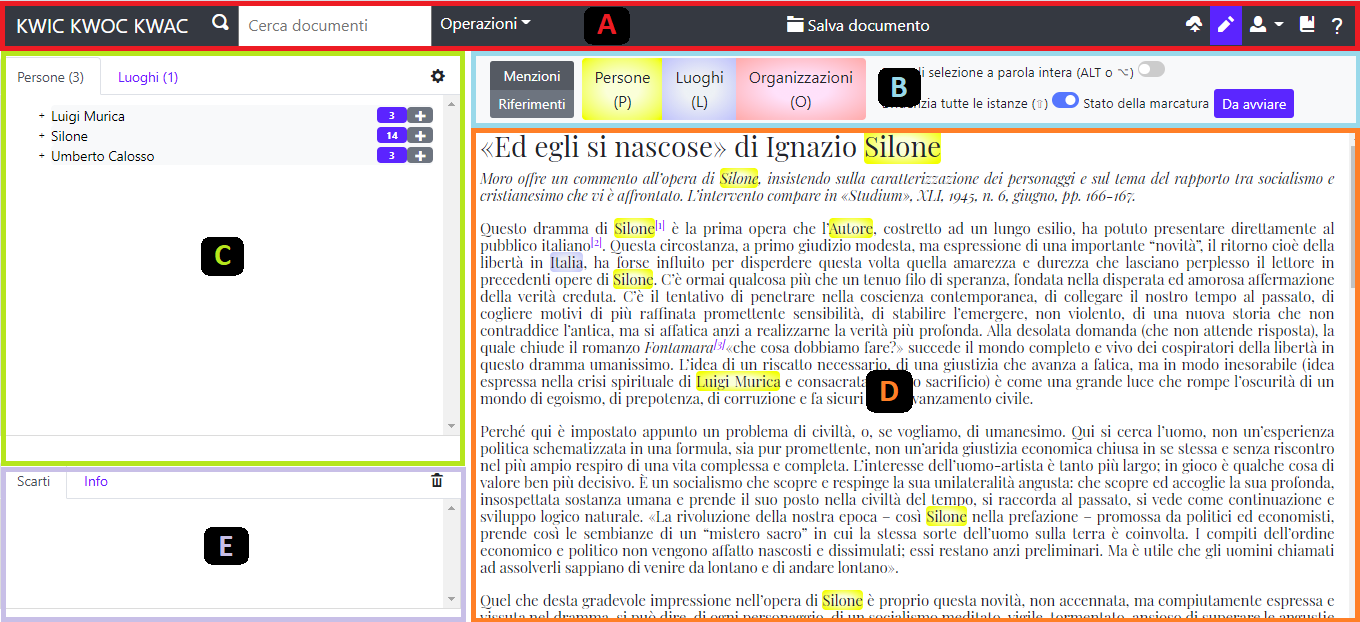 KWIC KWOC KWAC Cerca documenti Operazioni A Salva documento ?
Persone (3) Luoghi (1)
+ Luigi Murica 3 +
+ Silone 14 +
+ Umberto Calosso 3 +
C
Scarti Info
E
Menzioni
Riferimenti
Persone
(P)
Luoghi
(L)
Organizzazioni
(O)
B
di selezione a parola intera (ALT o ⌥)
tutte le istanze (⇧) Stato della marcatura Da avviare
«Ed egli si nascose» di Ignazio Silone
Moro offre un commento all’opera di Silone, insistendo sulla caratterizzazione dei personaggi e sul tema del rapporto tra socialismo e
cristianesimo che vi è affrontato. L’intervento compare in «Studium», XLI, 1945, n. 6, giugno, pp. 166-167.
Questo dramma di Silone[1] è la prima opera che l’Autore, costretto ad un lungo esilio, ha potuto presentare direttamente al
pubblico italiano[2]. Questa circostanza, a primo giudizio modesta, ma espressione di una importante “novità”, il ritorno cioè della
libertà in Italia, ha forse influito per disperdere questa volta quella amarezza e durezza che lasciano perplesso il lettore in
precedenti opere di Silone. C’è ormai qualcosa più che un tenuo filo di speranza, fondata nella disperata ed amorosa affermazione
della verità creduta. C’è il tentativo di penetrare nella coscienza contemporanea, di collegare il nostro tempo al passato, di
cogliere motivi di più raffinata promettente sensibilità, di stabilire l’emergere, non violento, di una nuova storia che non
contraddice l’antica, ma si affatica anzi a realizzarne la verità più profonda. Alla desolata domanda (che non attende risposta), la
quale chiude il romanzo Fontamara[3]«che cosa dobbiamo fare?» succede il mondo completo e vivo dei cospiratori della libertà in
questo dramma umanissimo. L’idea di un riscatto necessario, di una giustizia che avanza a fatica, ma in modo inesorabile (idea
espressa nella crisi spirituale di Luigi Murica e consacrata D sacrificio) è come una grande luce che rompe l’oscurità di un
mondo di egoismo, di prepotenza, di corruzione e fa sicuri avanzamento civile.
Perché qui è impostato appunto un problema di civiltà, o, se vogliamo, di umanesimo. Qui si cerca l’uomo, non un’esperienza
politica schematizzata in una formula, sia pur promettente, non un’arida giustizia economica chiusa in se stessa e senza riscontro
nel più ampio respiro di una vita complessa e completa. L’interesse dell’uomo-artista è tanto più largo; in gioco è qualche cosa di
valore ben più decisivo. È un socialismo che scopre e respinge la sua unilateralità angusta: che scopre ed accoglie la sua profonda,
insospettata sostanza umana e prende il suo posto nella civiltà del tempo, si raccorda al passato, si vede come continuazione e
sviluppo logico naturale. «La rivoluzione della nostra epoca – così Silone nella prefazione – promossa da politici ed economisti,
prende così le sembianze di un “mistero sacro” in cui la stessa sorte dell’uomo sulla terra è coinvolta. I compiti dell’ordine
economico e politico non vengono affatto nascosti e dissimulati; essi restano anzi preliminari. Ma è utile che gli uomini chiamati
ad assolverli sappiano di venire da lontano e di andare lontano».
Quel che desta gradevole impressione nell’opera di Silone è proprio questa novità, non accennata, ma compiutamente espressa e
vissuta nel dramma, si può dire, di ogni personaggio, di un socialismo meditato, vigile, tormentato, ansioso di superare le angustie